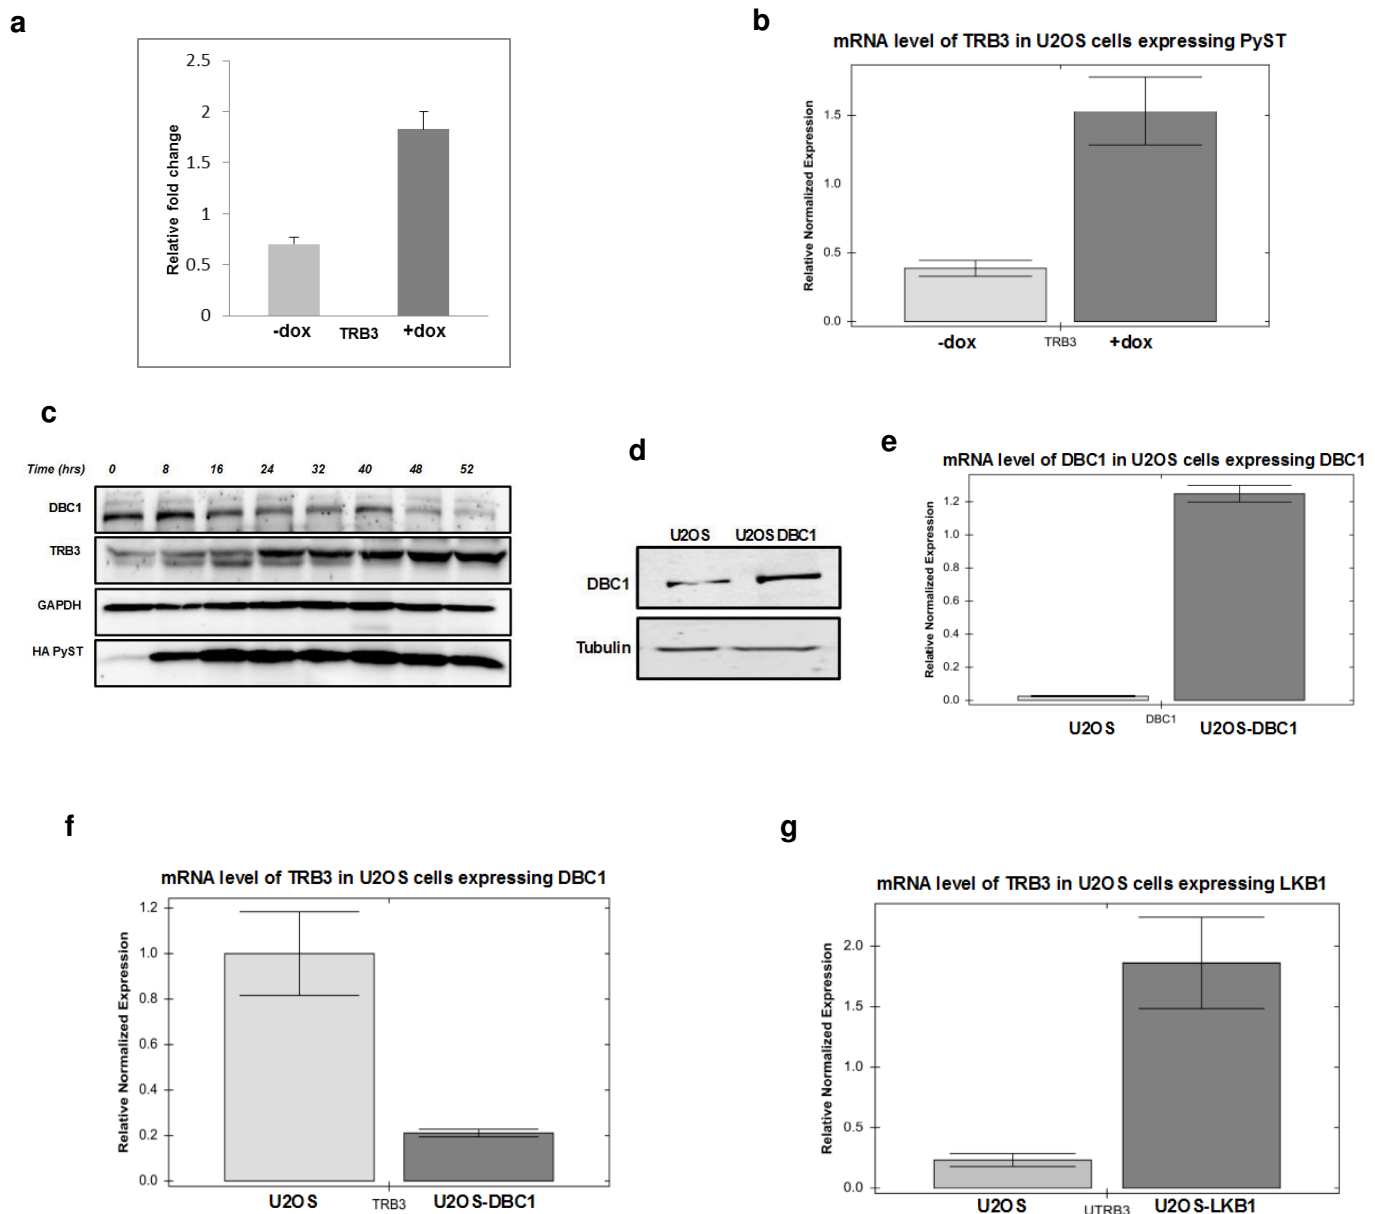 a
2.5
2
1.5
1
0.5
0
Relative fold change
-dox TRB3 +dox
b
mRNA level of TRB3 in U2OS cells expressing PyST
Relative Normalized Expression
1.5
1.0
0.5
0.0
-dox TRB3 +dox
c
Time (hrs) 0 8 16 24 32 40 48 52
DBC1
TRB3
GAPDH
HA PyST
d
U2OS U2OS DBC1
DBC1
Tubulin
e
mRNA level of DBC1 in U2OS cells expressing DBC1
Relative Normalized Expression
1.2
1.0
0.8
0.6
0.4
0.2
0.0
U2OS DBC1 U2OS-DBC1
f
mRNA level of TRB3 in U2OS cells expressing DBC1
Relative Normalized Expression
1.2
1.0
0.8
0.6
0.4
0.2
0.0
U2OS TRB3 U2OS-DBC1
g
mRNA level of TRB3 in U2OS cells expressing LKB1
Relative Normalized Expression
2.0
1.5
1.0
0.5
0.0
U2OS UTRB3 U2OS-LKB1